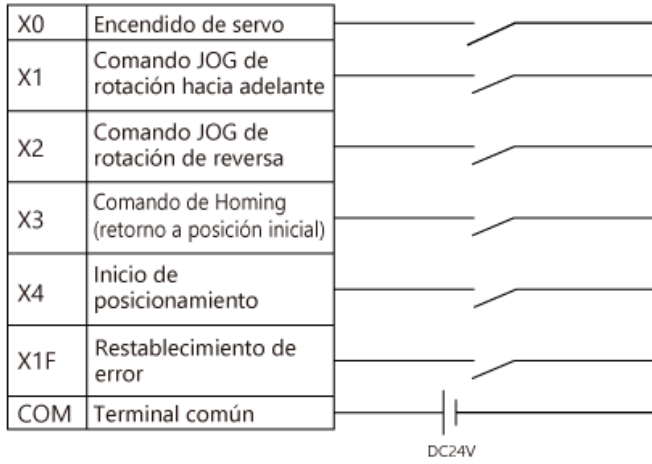 X0 Encendido de servo
X1 Comando JOG de
rotación hacia adelante
X2 Comando JOG de
rotación de reversa
X3 Comando de Homing
(retorno a posición inicial)
X4 Inicio de
posicionamiento
X1F Restablecimiento de
error
COM Terminal común
DC24V